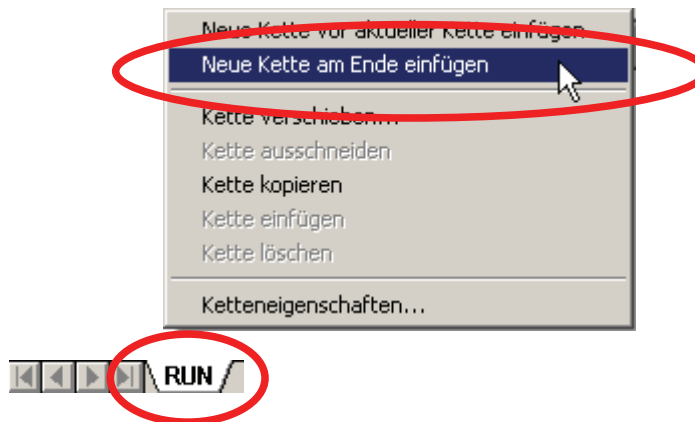 Neue Kette vor aktueller Kette einfügen
Neue Kette am Ende einfügen
Kette verschieben...
Kette ausschneiden
Kette kopieren
Kette einfügen
Kette löschen
Ketteneigenschaften...
RUN